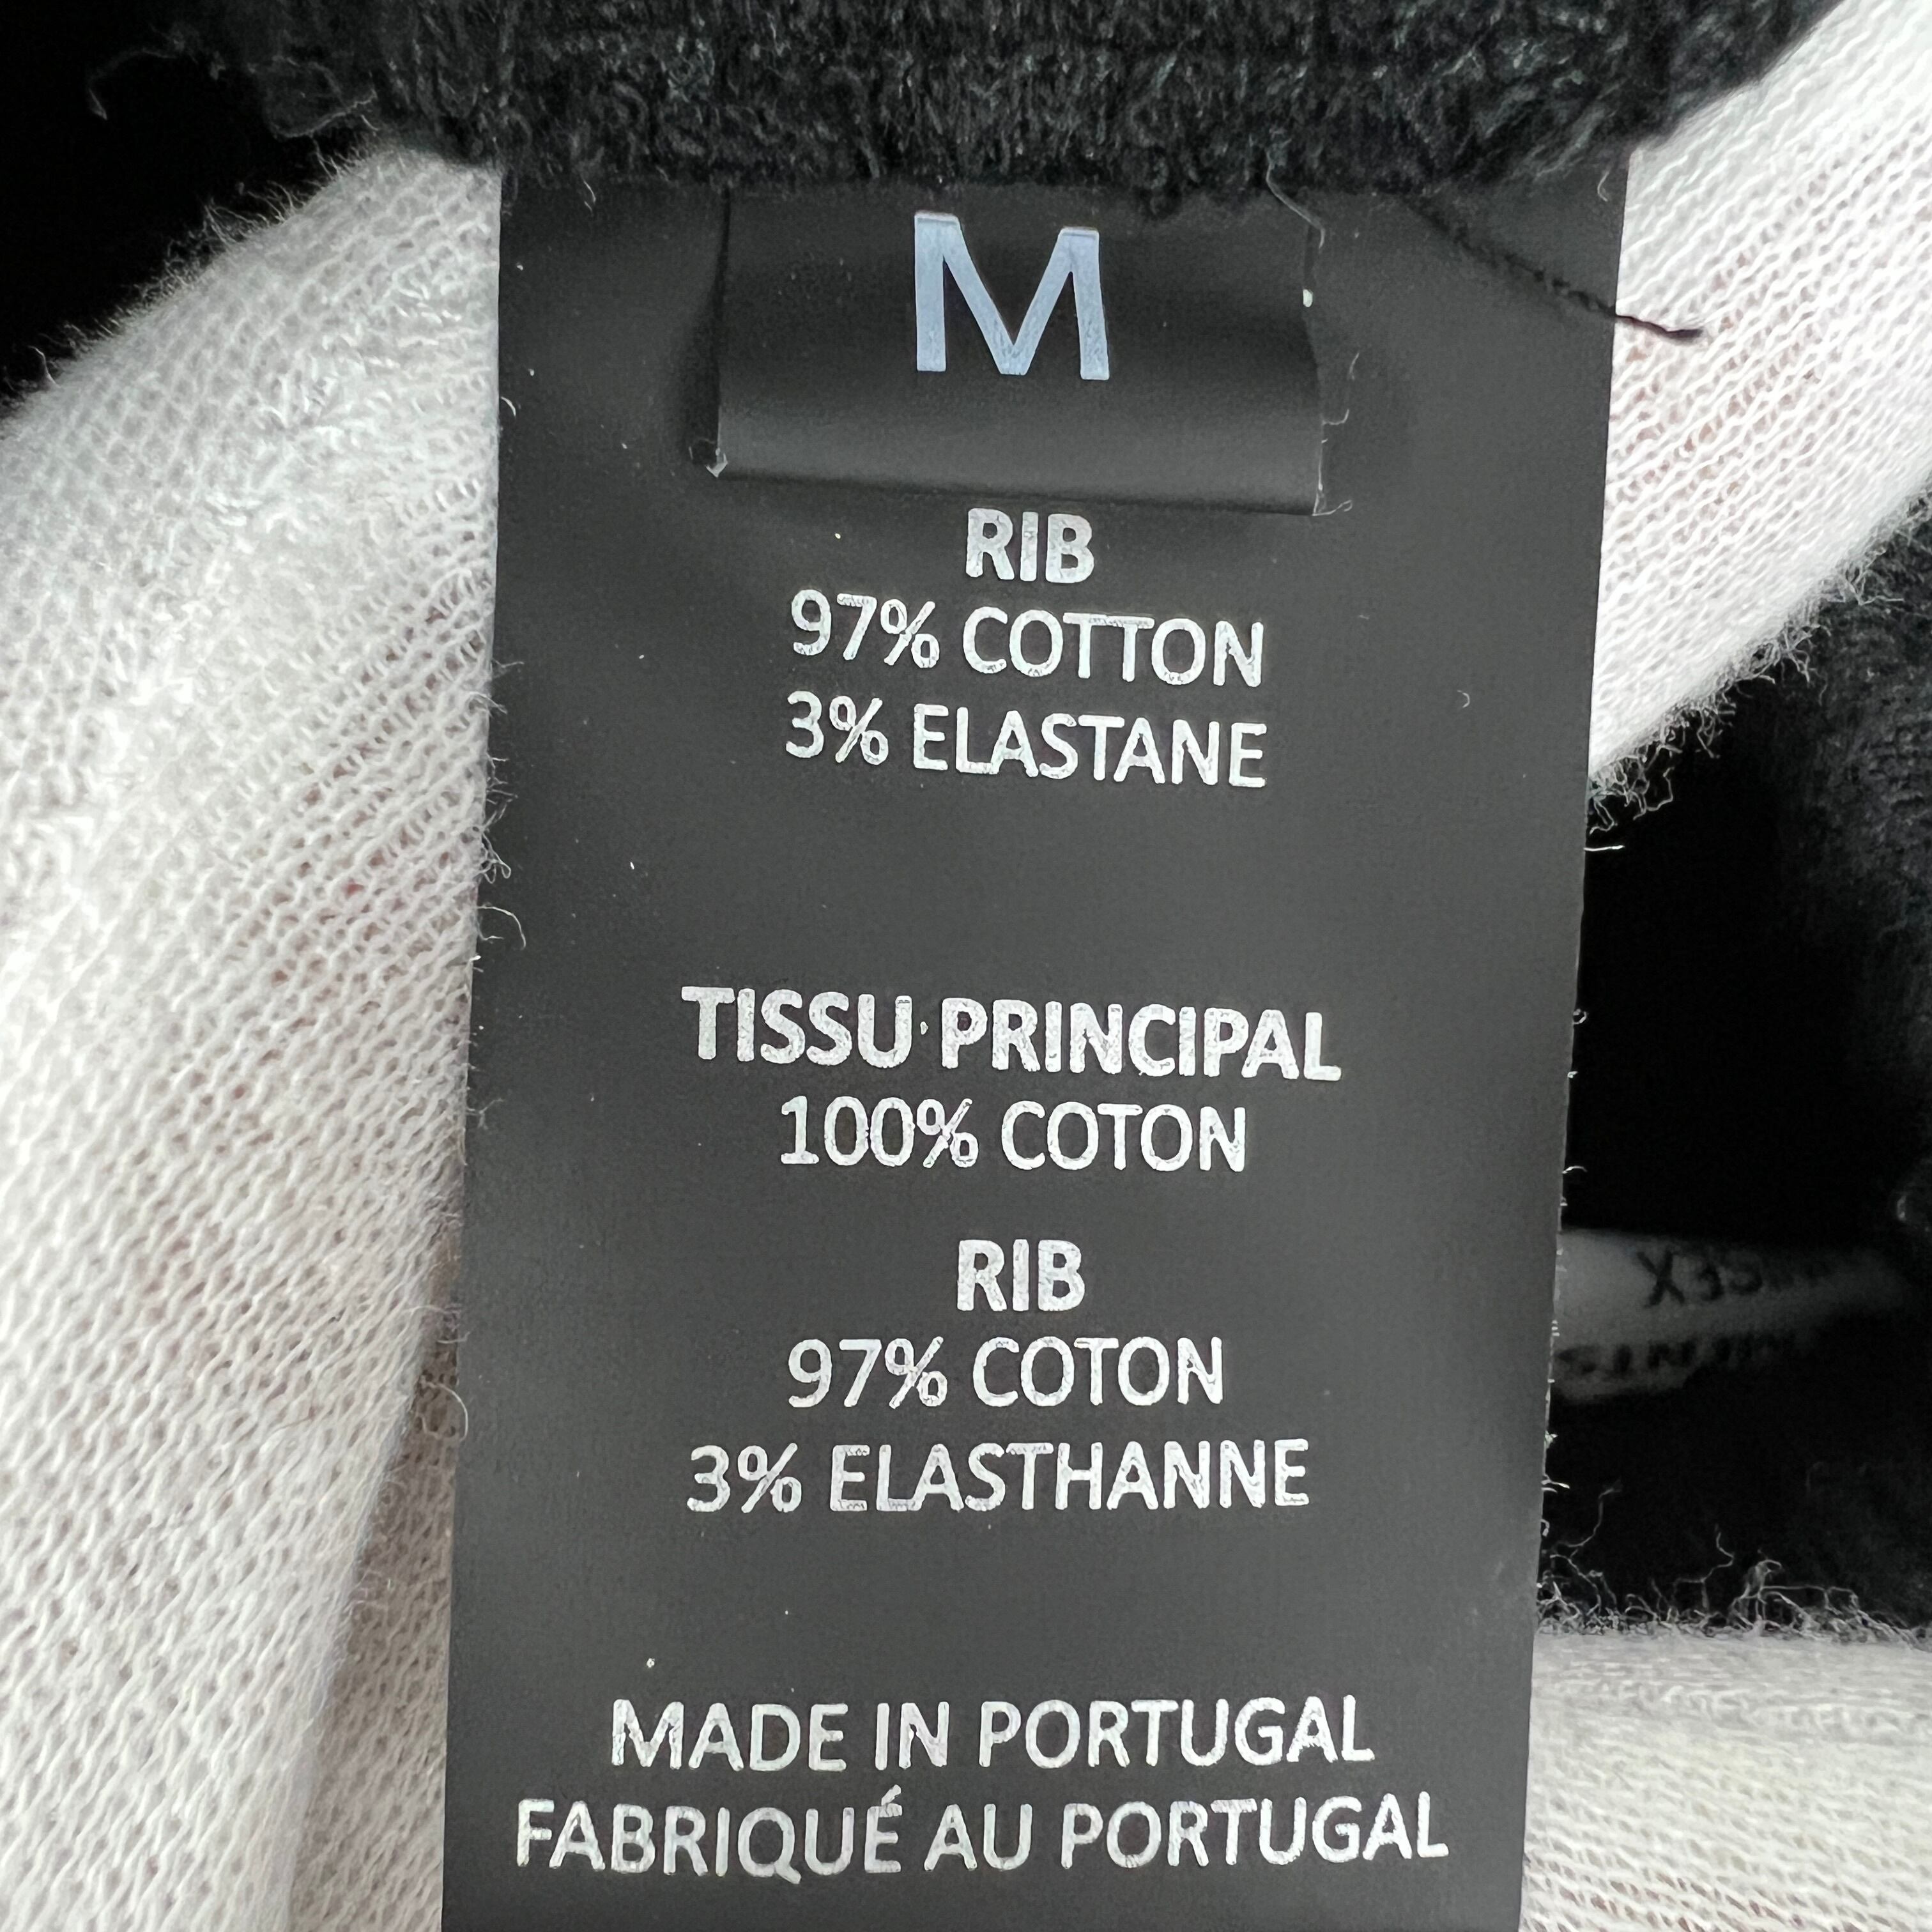 M
RIB
97% COTTON
3% ELASTANE
TISSU PRINCIPAL
100% COTON
RIB
97% COTON
3% ELASTHANNE
MADE IN PORTUGAL
FABRIQUÉ AU PORTUGAL